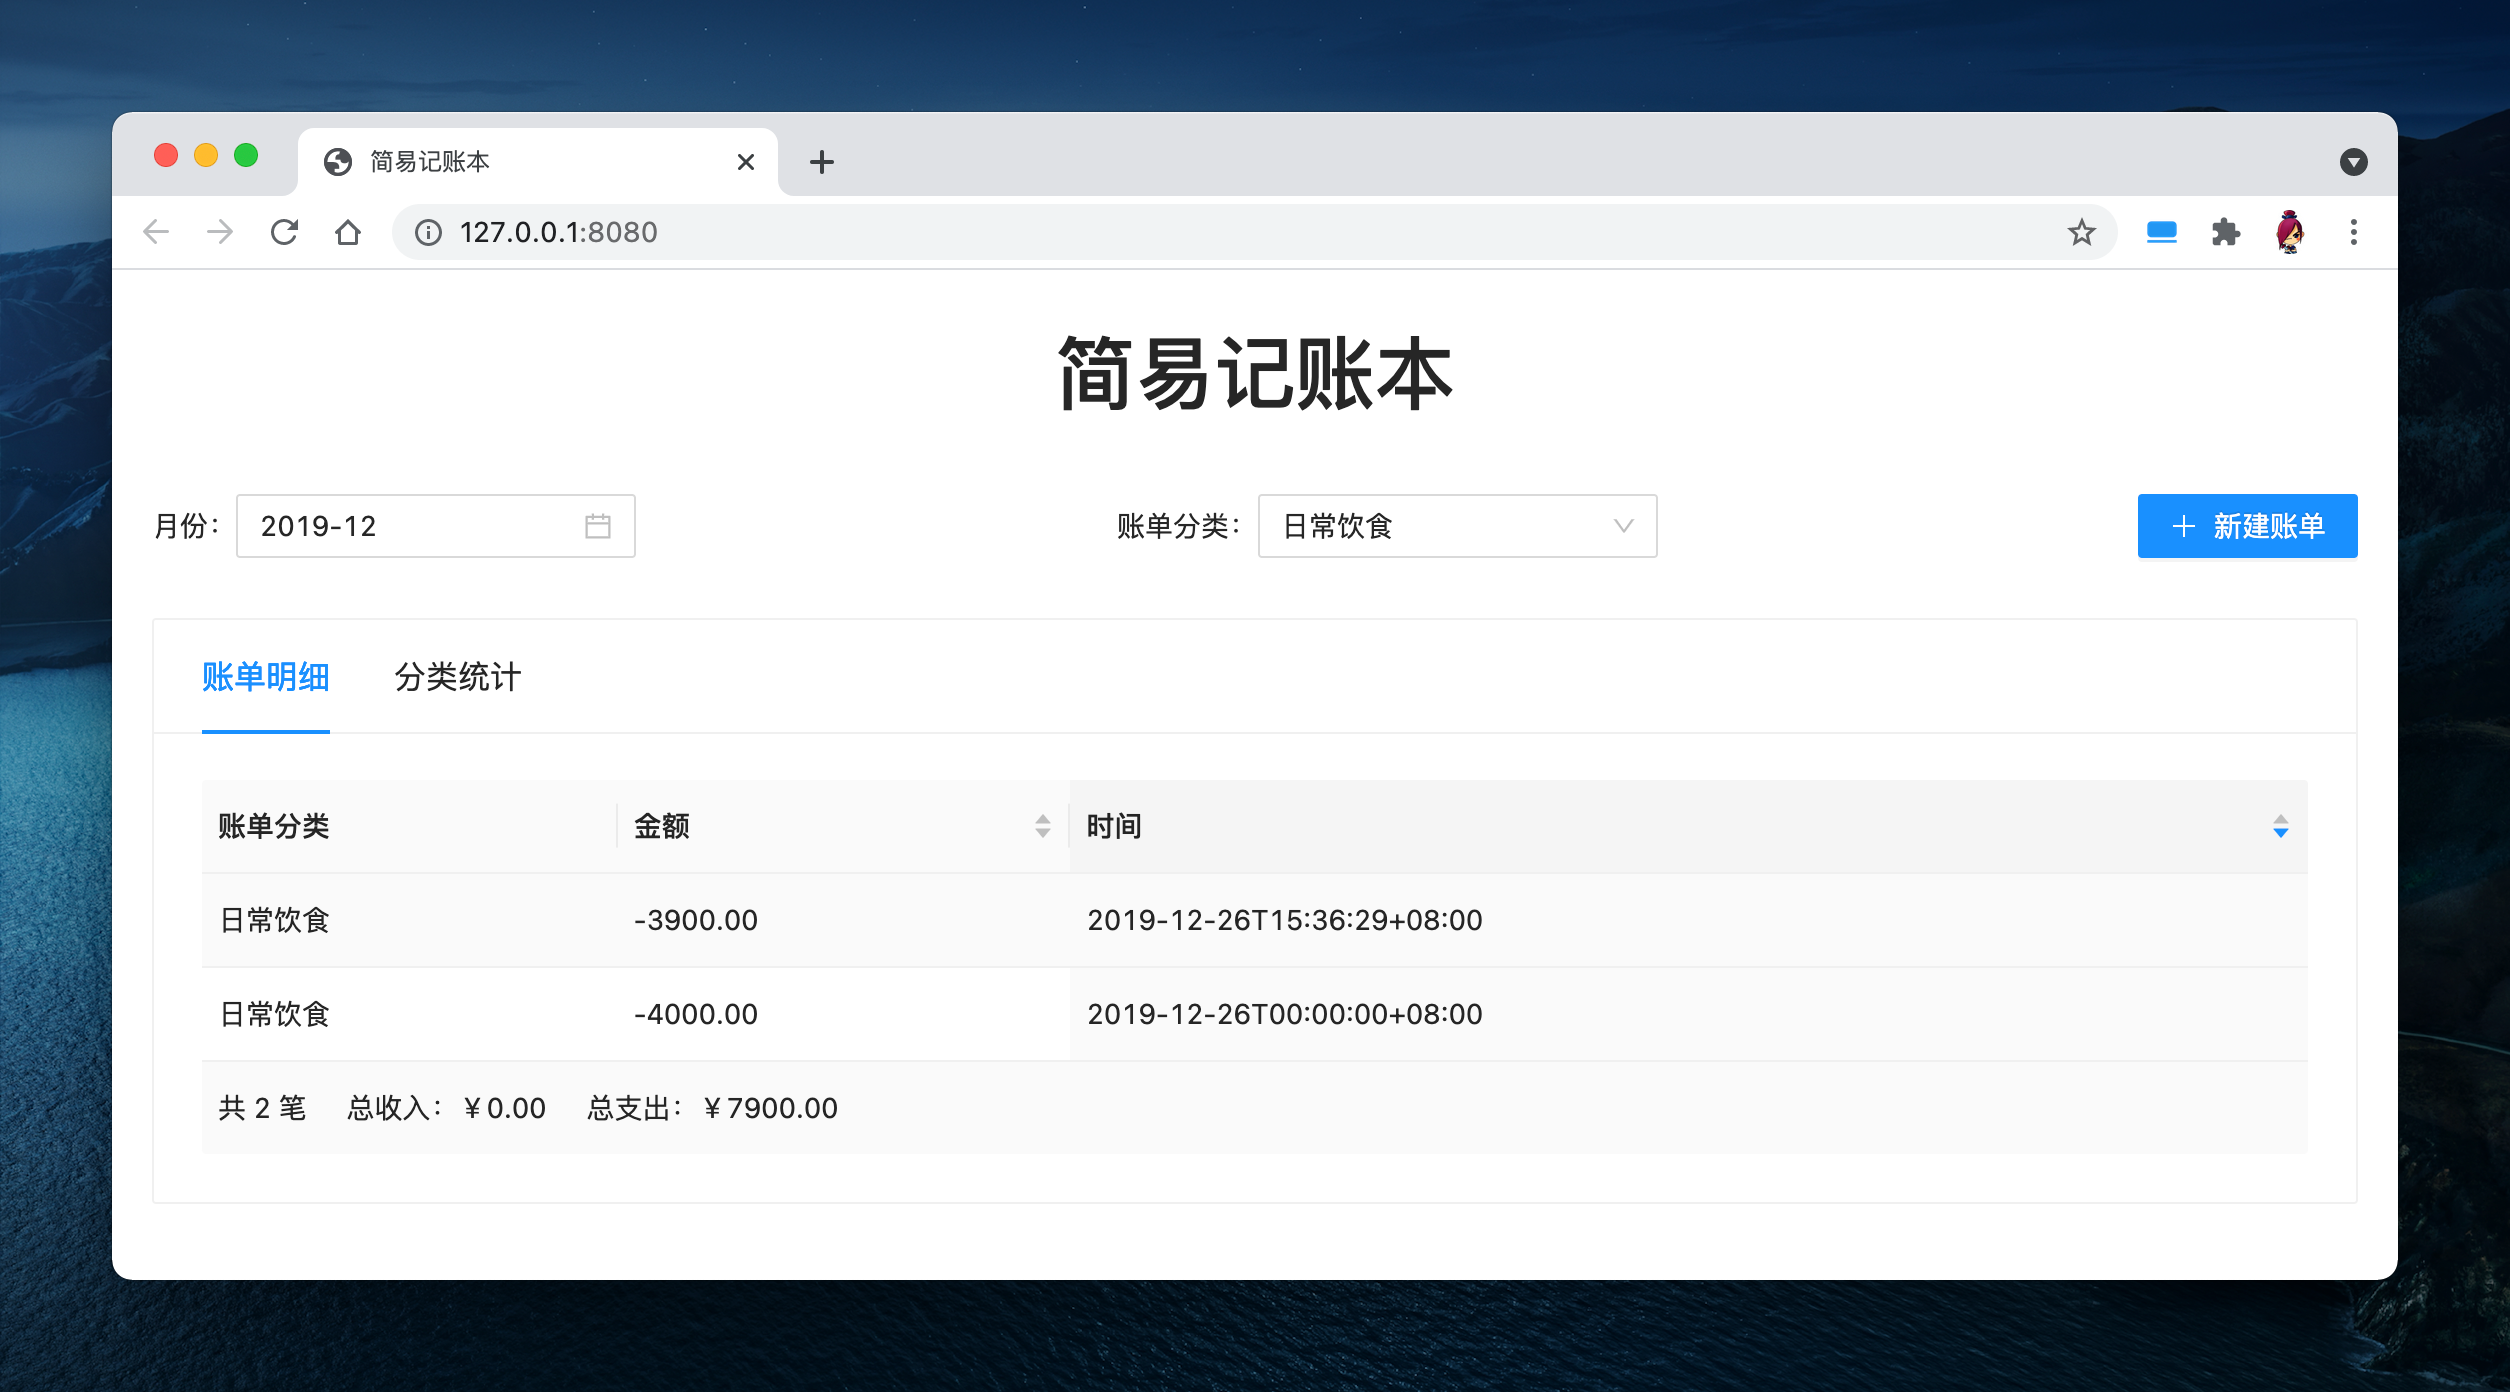 简易记账本
127.0.0.1:8080
简易记账本
月份： 2019-12 账单分类： 日常饮食 新建账单
账单明细 分类统计
账单分类 金额 时间
日常饮食 -3900.00 2019-12-26T15:36:29+08:00
日常饮食 -4000.00 2019-12-26T00:00:00+08:00
共 2 笔 总收入：￥0.00 总支出：￥7900.00